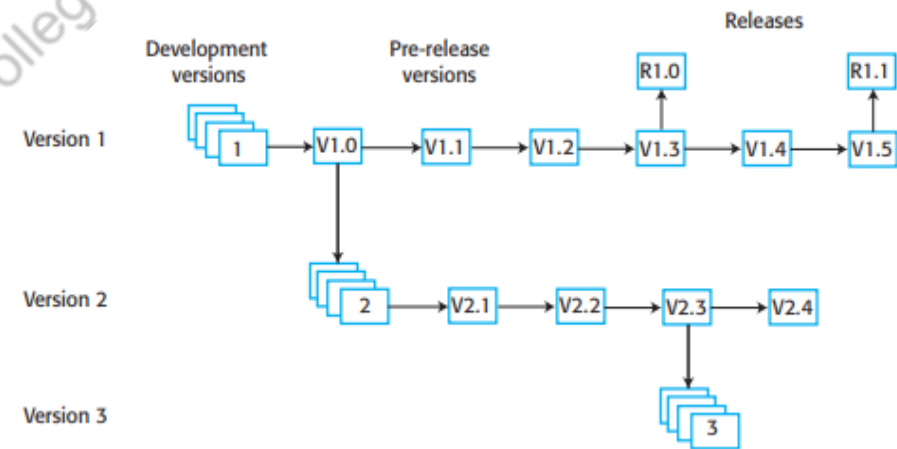 Releases
Development
versions
Pre-release
versions
R1.0 R1.1
Version 1 1 V1.0 V1.1 V1.2 V1.3 V1.4 V1.5
Version 2 2 V2.1 V2.2 V2.3 V2.4
Version 3 3